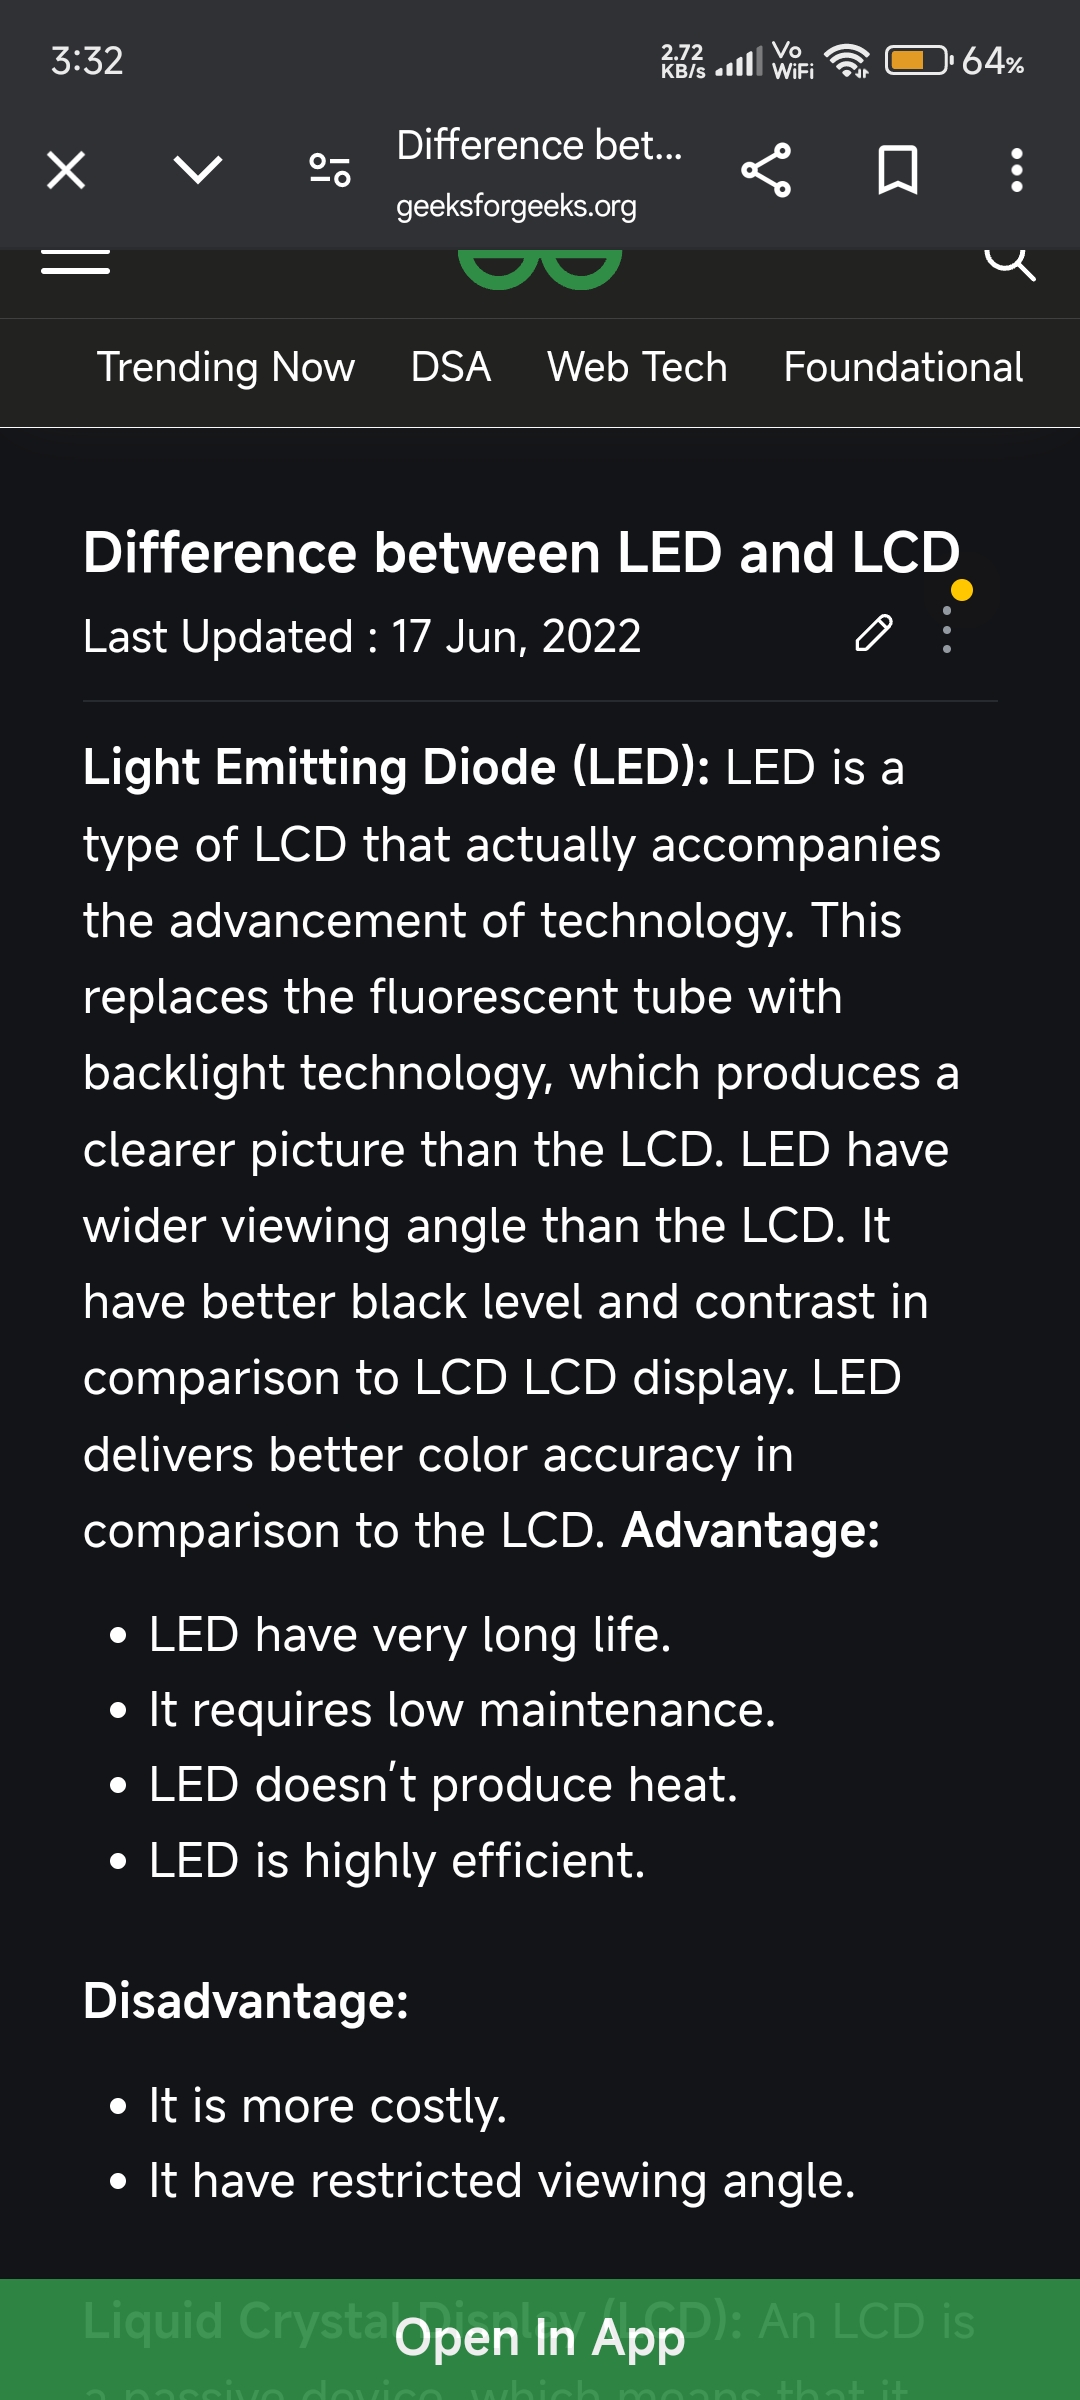 3:32
2.72 KB/s
Vo WiFi
64%
Difference bet...
geeksforgeeks.org
Trending Now DSA Web Tech Foundational
Difference between LED and LCD
Last Updated : 17 Jun, 2022
Light Emitting Diode (LED): LED is a
type of LCD that actually accompanies
the advancement of technology. This
replaces the fluorescent tube with
backlight technology, which produces a
clearer picture than the LCD. LED have
wider viewing angle than the LCD. It
have better black level and contrast in
comparison to LCD LCD display. LED
delivers better color accuracy in
comparison to the LCD. Advantage:
• LED have very long life.
• It requires low maintenance.
• LED doesn't produce heat.
• LED is highly efficient.
Disadvantage:
• It is more costly.
• It have restricted viewing angle.
Liquid Crystal Display (LCD): An LCD is
Open In App
a passive device, which means that it